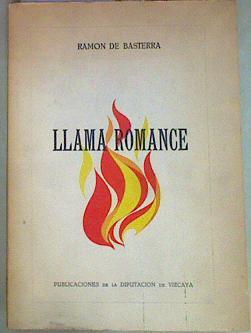 RAMON DE BASTERRA
LLAMA ROMANCE
PUBLICACIONES DE LA DIPUTACION DE VIZCAYA